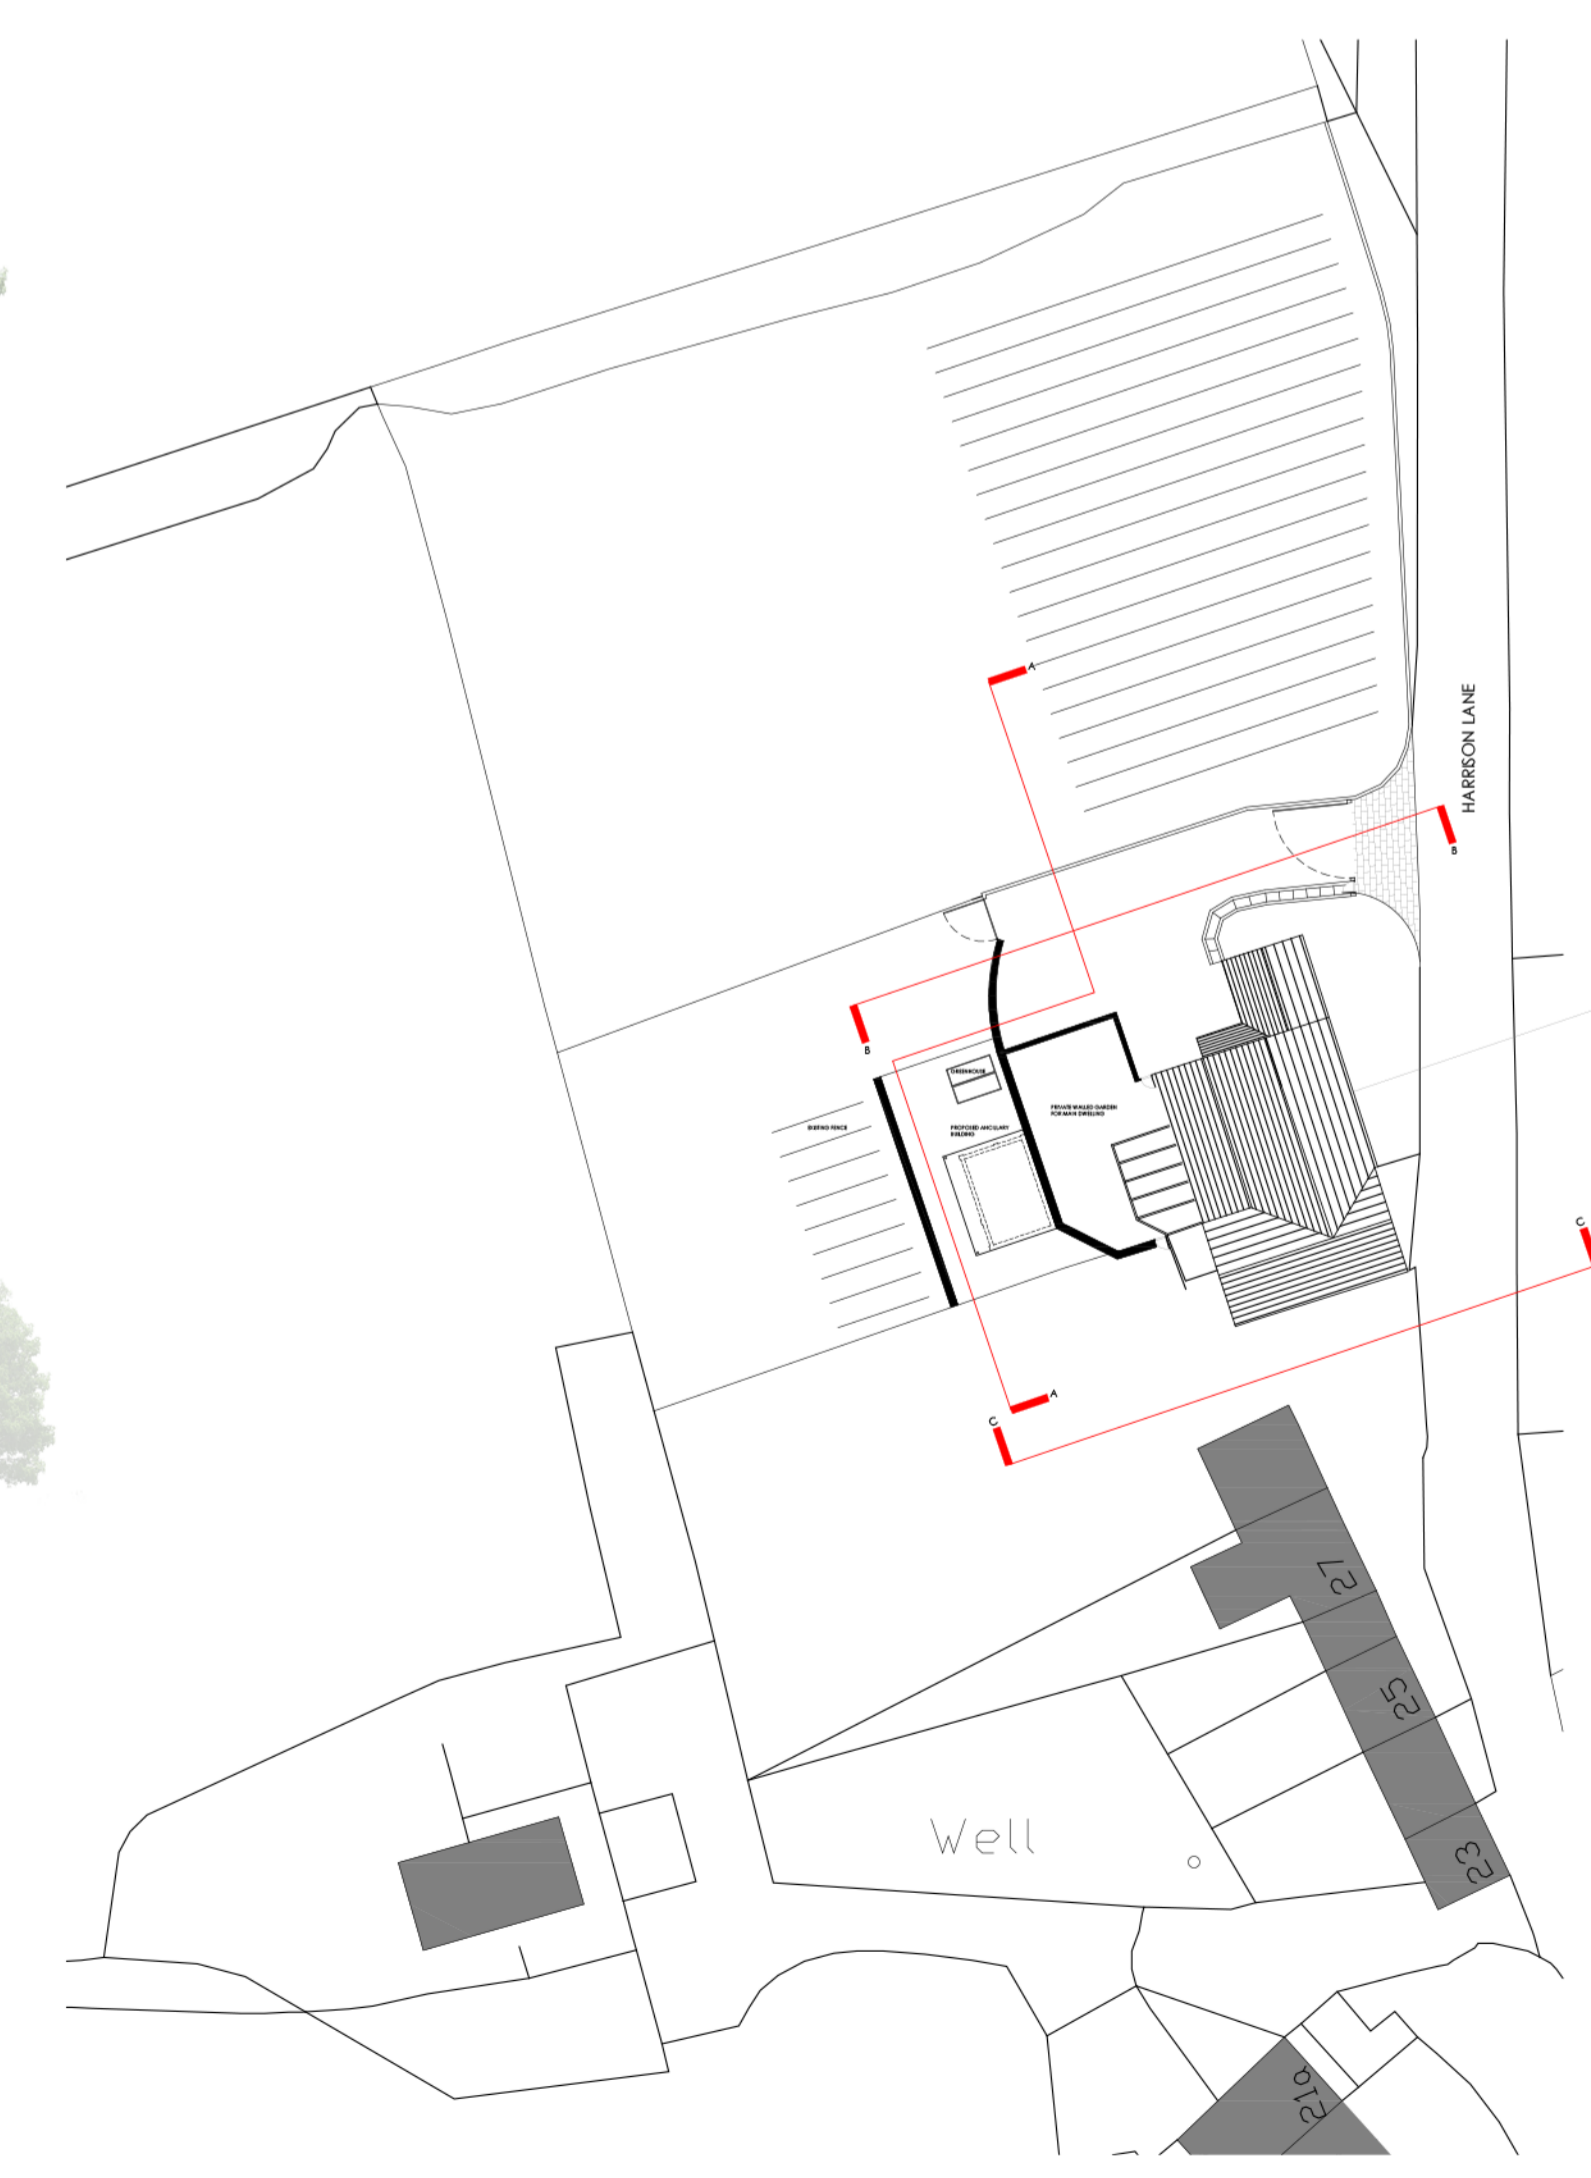 A
HARRISON LANE
B
B
GREENHOUSE
PRIVATE WALLED GARDEN
FOR MAIN DWELLING
EXISTING FENCE
PROPOSED ANCILLARY
BUILDING
C
A
C
27
25
Well
23
21a